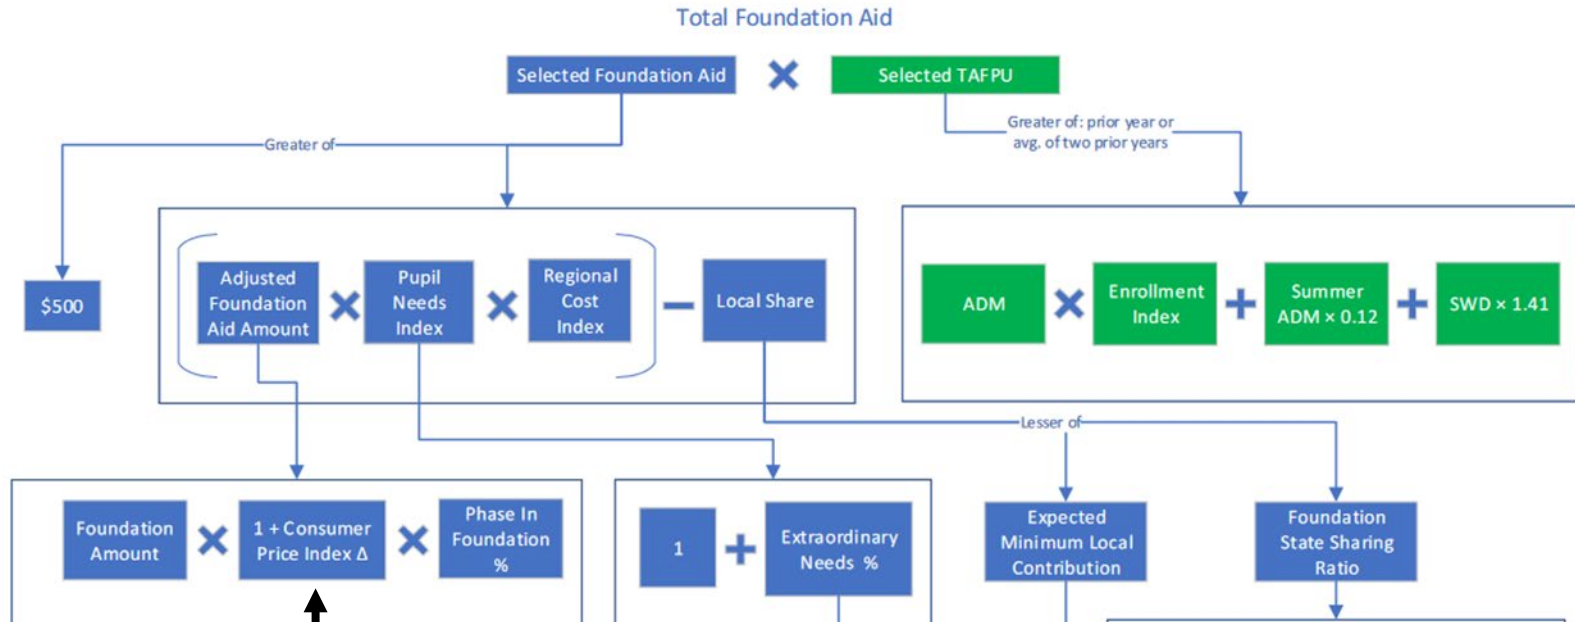 Total Foundation Aid
Selected Foundation Aid
Selected TAFPU
Greater of
Greater of: prior year or
avg. of two prior years
$500
Adjusted
Foundation
Aid Amount
Pupil
Needs
Index
Regional
Cost
Index
Local Share
ADM
Enrollment
Index
Summer
ADM × 0.12
SWD × 1.41
Lesser of
Foundation
Amount
1 + Consumer
Price Index Δ
Phase In
Foundation
%
1
Extraordinary
Needs %
Expected
Minimum Local
Contribution
Foundation
State Sharing
Ratio